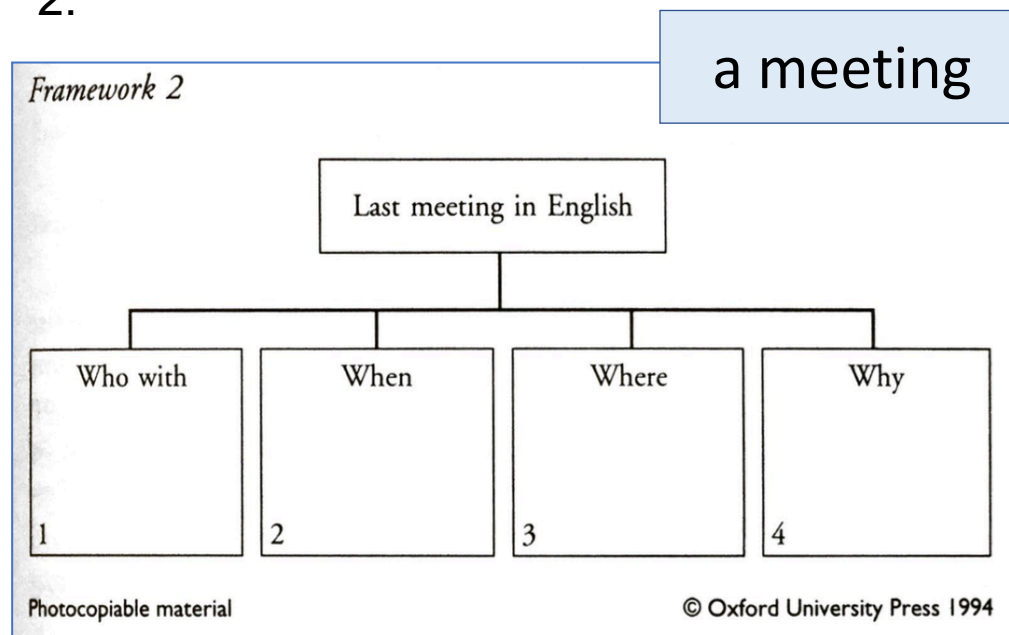 2.
a meeting
Framework 2
Last meeting in English
Who with
When
Where
Why
1
2
3
4
Photocopiable material
© Oxford University Press 1994